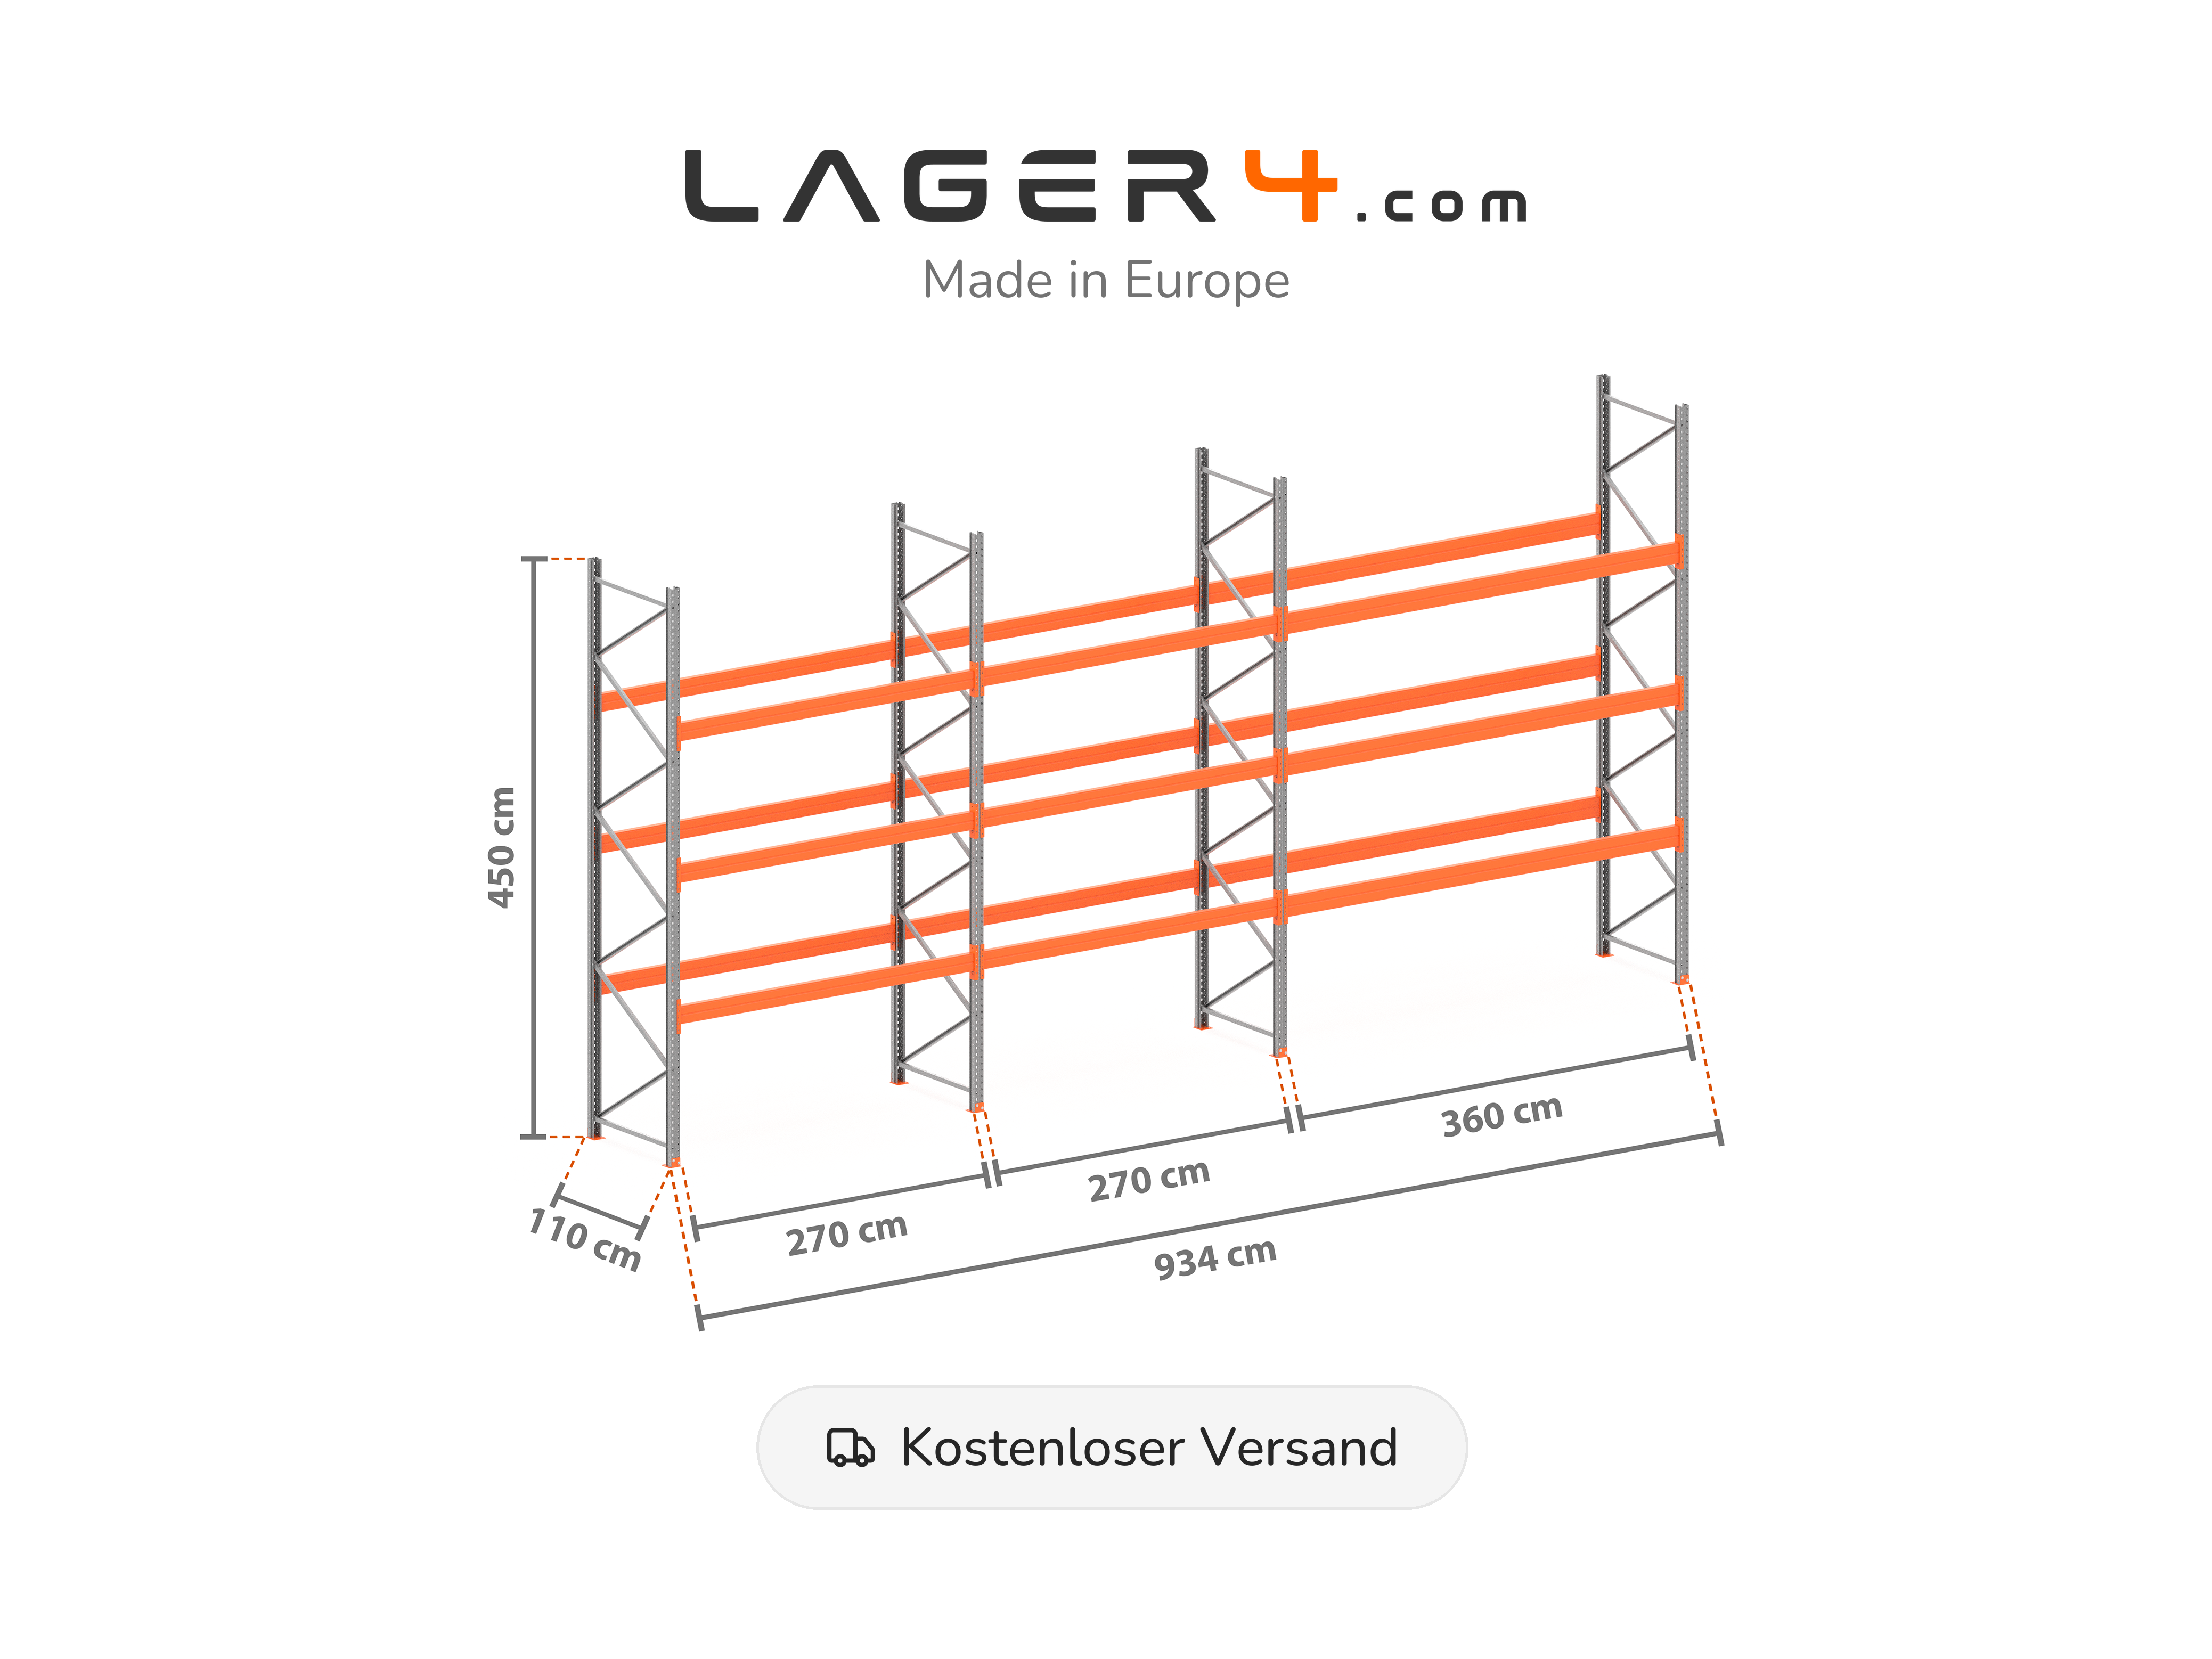 LAGER4.com
Made in Europe
450 cm
110 cm
270 cm
270 cm
360 cm
934 cm
Kostenloser Versand